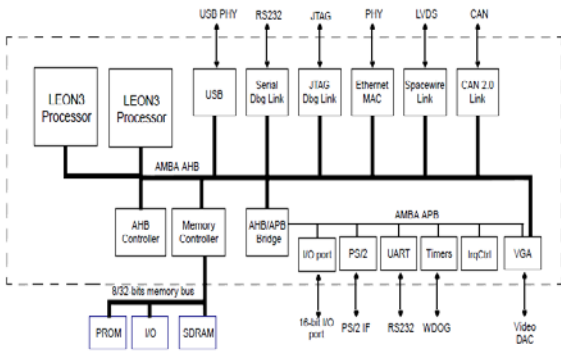 USB PHY
RS232
JTAG
PHY
LVDS
CAN
LEON3
Processor
LEON3
Processor
USB
Serial
Dbg Link
JTAG
Dbg Link
Ethernet
MAC
Spacewire
Link
CAN 2.0
Link
AMBA AHB
AHB
Controller
Memory
Controller
AHB/APB
Bridge
AMBA APB
I/O port
PS/2
UART
Timers
IrqCtrl
VGA
8/32 bits memory bus
PROM
I/O
SDRAM
16-bit I/O
port
PS/2 IF
RS232
WDOG
Video
DAC